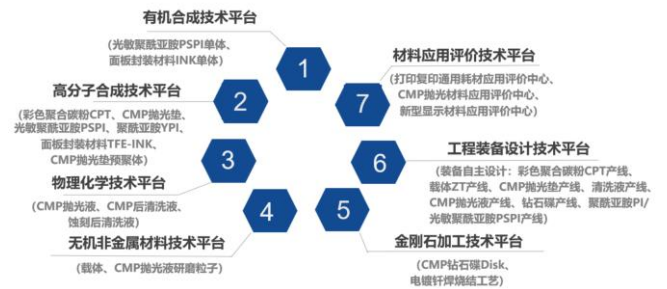 有机合成技术平台
(光敏聚酰亚胺PSPI单体、
面板封装材料INK单体)
1
高分子合成技术平台
(彩色聚合碳粉CPT、CMP抛光垫、
光敏聚酰亚胺PSPI、聚酰亚胺YPI、
面板封装材料TFE-INK、
CMP抛光垫预聚体)
2
物理化学技术平台
(CMP抛光液、CMP后清洗液、
蚀刻后清洗液)
3
无机非金属材料技术平台
(载体、CMP抛光液研磨粒子)
4
金刚石加工技术平台
(CMP钻石碟Disk、
电镀钎焊烧结工艺)
5
工程装备设计技术平台
(装备自主设计：彩色聚合碳粉CPT产线、
载体ZT产线、CMP抛光垫产线、清洗液产线、
CMP抛光液产线、钻石碟产线、聚酰亚胺PI/
光敏聚酰亚胺PSPI产线)
6
材料应用评价技术平台
(打印复印通用耗材应用评价中心、
CMP抛光材料应用评价中心、
新型显示材料应用评价中心)
7